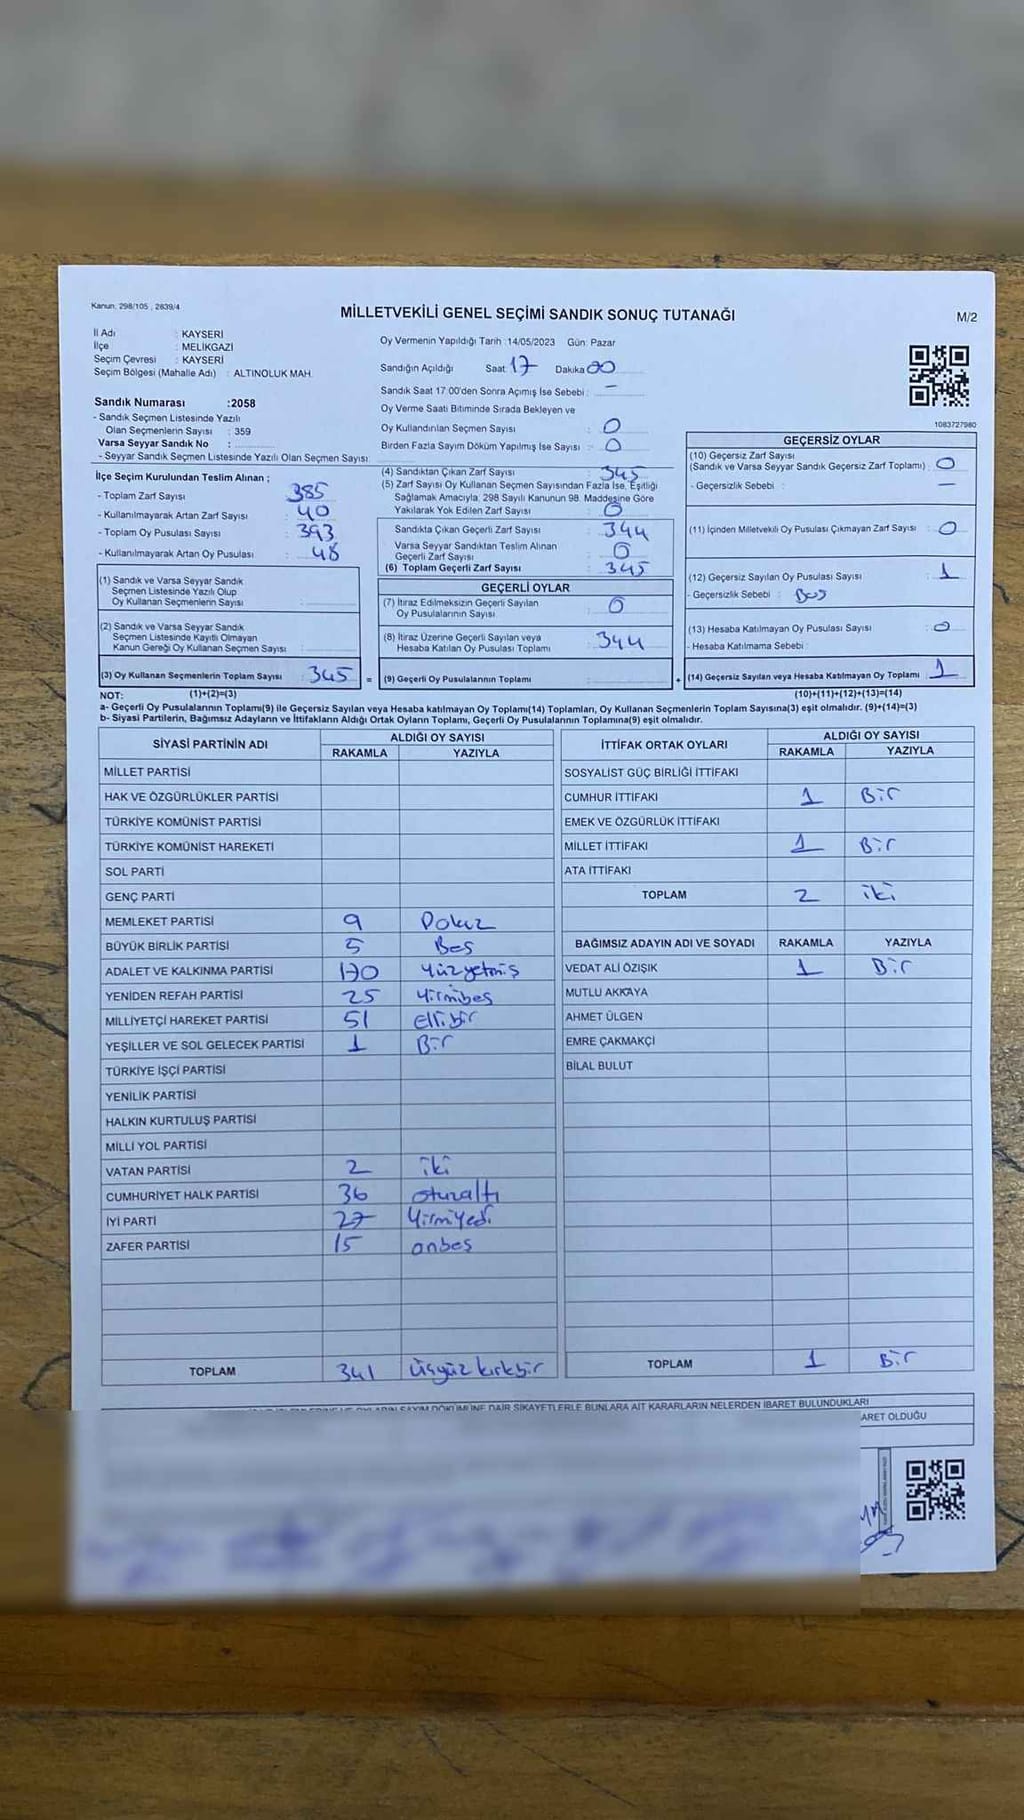 Kanun: 298/105 , 2839/4
MİLLETVEKİLİ GENEL SEÇİMİ SANDIK SONUÇ TUTANAĞI
M/2
İl Adı : KAYSERİ
İlçe : MELİKGAZİ
Seçim Çevresi : KAYSERİ
Seçim Bölgesi (Mahalle Adı) : ALTINOLUK MAH.
Sandık Numarası :2058
- Sandık Seçmen Listesinde Yazılı
Olan Seçmenlerin Sayısı : 359
Varsa Seyyar Sandık No :
- Seyyar Sandık Seçmen Listesinde Yazılı Olan Seçmen Sayısı:
Oy Vermenin Yapıldığı Tarih :14/05/2023 Gün: Pazar
Sandığın Açıldığı Saat 17 Dakika 00
Sandık Saat 17:00'den Sonra Açımış İse Sebebi : —
Oy Verme Saati Bitiminde Sırada Bekleyen ve
Oy Kullandırılan Seçmen Sayısı : 0
Birden Fazla Sayım Döküm Yapılmış İse Sayısı : 0
1083727980
İlçe Seçim Kurulundan Teslim Alınan ;
- Toplam Zarf Sayısı : 385
- Kullanılmayarak Artan Zarf Sayısı : 40
- Toplam Oy Pusulası Sayısı : 393
- Kullanılmayarak Artan Oy Pusulası : 48
(4) Sandıktan Çıkan Zarf Sayısı : 345
(5) Zarf Sayısı Oy Kullanan Seçmen Sayısından Fazla İse, Eşitliği
Sağlamak Amacıyla, 298 Sayılı Kanunun 98. Maddesine Göre
Yakılarak Yok Edilen Zarf Sayısı : 0
Sandıkta Çıkan Geçerli Zarf Sayısı : 344
Varsa Seyyar Sandıktan Teslim Alınan
Geçerli Zarf Sayısı : 0
(6) Toplam Geçerli Zarf Sayısı : 345
GEÇERSİZ OYLAR
(10) Geçersiz Zarf Sayısı
(Sandık ve Varsa Seyyar Sandık Geçersiz Zarf Toplamı) : 0
- Geçersizlik Sebebi : —
(11) İçinden Milletvekili Oy Pusulası Çıkmayan Zarf Sayısı : 0
(12) Geçersiz Sayılan Oy Pusulası Sayısı : 1
- Geçersizlik Sebebi : Boş
(13) Hesaba Katılmayan Oy Pusulası Sayısı : 0
- Hesaba Katılmama Sebebi :
(14) Geçersiz Sayılan veya Hesaba Katılmayan Oy Toplamı : 1
(10)+(11)+(12)+(13)=(14)
(1) Sandık ve Varsa Seyyar Sandık
Seçmen Listesinde Yazılı Olup
Oy Kullanan Seçmenlerin Sayısı :
(2) Sandık ve Varsa Seyyar Sandık
Seçmen Listesinde Kayıtlı Olmayan
Kanun Gereği Oy Kullanan Seçmen Sayısı :
(3) Oy Kullanan Seçmenlerin Toplam Sayısı : 345 =
GEÇERLİ OYLAR
(7) İtiraz Edilmeksizin Geçerli Sayılan
Oy Pusulalarının Sayısı : 0
(8) İtiraz Üzerine Geçerli Sayılan veya
Hesaba Katılan Oy Pusulası Toplamı : 344
(9) Geçerli Oy Pusulalarının Toplamı : +
NOT: (1)+(2)=(3)
a- Geçerli Oy Pusulalarının Toplamı(9) ile Geçersiz Sayılan veya Hesaba katılmayan Oy Toplamı(14) Toplamları, Oy Kullanan Seçmenlerin Toplam Sayısına(3) eşit olmalıdır. (9)+(14)=(3)
b- Siyasi Partilerin, Bağımsız Adayların ve İttifakların Aldığı Ortak Oyların Toplamı, Geçerli Oy Pusulalarının Toplamına(9) eşit olmalıdır.
SİYASİ PARTİNİN ADI ALDIĞI OY SAYISI
RAKAMLA YAZIYLA
MİLLET PARTİSİ
HAK VE ÖZGÜRLÜKLER PARTİSİ
TÜRKİYE KOMÜNİST PARTİSİ
TÜRKİYE KOMÜNİST HAREKETİ
SOL PARTİ
GENÇ PARTİ
MEMLEKET PARTİSİ 9 Dokuz
BÜYÜK BİRLİK PARTİSİ 5 Beş
ADALET VE KALKINMA PARTİSİ 170 Yüzyetmiş
YENİDEN REFAH PARTİSİ 25 Yirmibeş
MİLLİYETÇİ HAREKET PARTİSİ 51 ellibir
YEŞİLLER VE SOL GELECEK PARTİSİ 1 Bir
TÜRKİYE İŞÇİ PARTİSİ
YENİLİK PARTİSİ
HALKIN KURTULUŞ PARTİSİ
MİLLİ YOL PARTİSİ
VATAN PARTİSİ 2 iki
CUMHURİYET HALK PARTİSİ 36 otuzaltı
İYİ PARTİ 27 Yirmiyedi
ZAFER PARTİSİ 15 onbeş
TOPLAM 341 üçyüz kırkbir
İTTİFAK ORTAK OYLARI ALDIĞI OY SAYISI
RAKAMLA YAZIYLA
SOSYALIST GÜÇ BİRLİĞİ İTTİFAKI
CUMHUR İTTİFAKI 1 Bir
EMEK VE ÖZGÜRLÜK İTTİFAKI
MİLLET İTTİFAKI 1 Bir
ATA İTTİFAKI
TOPLAM 2 iki
BAĞIMSIZ ADAYIN ADI VE SOYADI RAKAMLA YAZIYLA
VEDAT ALİ ÖZIŞIK 1 Bir
MUTLU AKKAYA
AHMET ÜLGEN
EMRE ÇAKMAKÇİ
BİLAL BULUT
TOPLAM 1 Bir
SAYIM DÖKÜMÜNE DAİR ŞİKAYETLERLE BUNLARA AİT KARARLARIN NELERDEN İBARET BULUNDUKLARI
ARET OLDUĞU